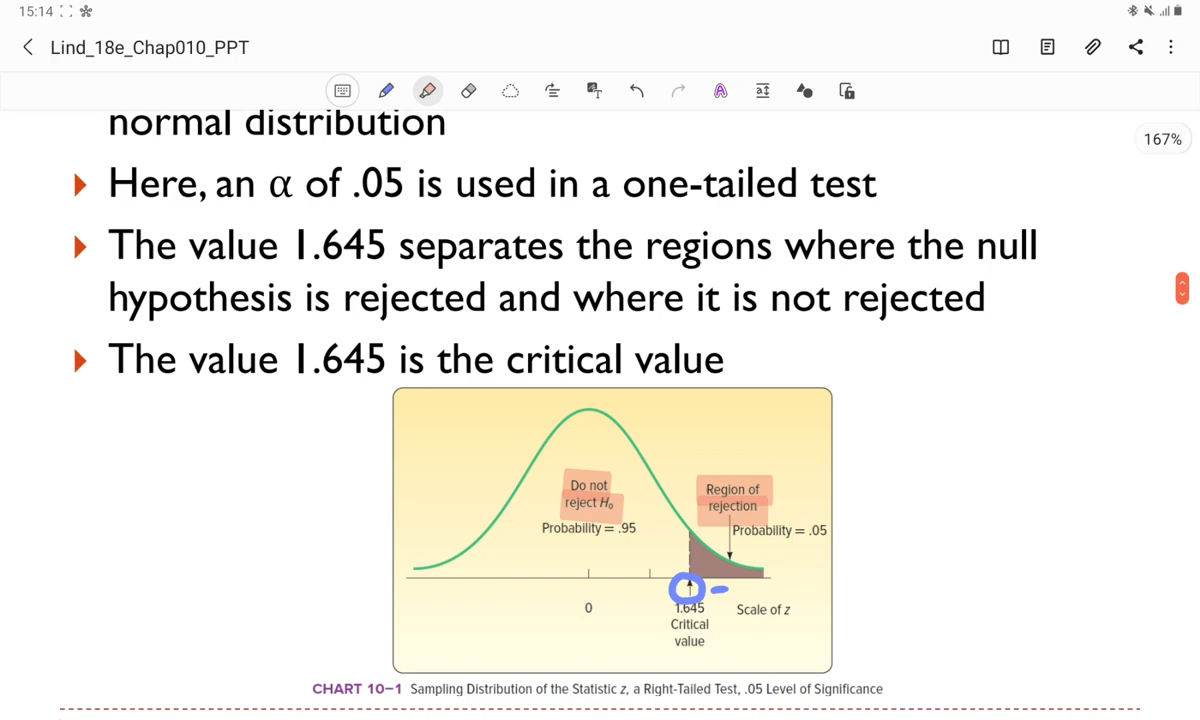 15:14
Lind_18e_Chap010_PPT
167%
normal distribution
Here, an α of .05 is used in a one-tailed test
The value 1.645 separates the regions where the null
hypothesis is rejected and where it is not rejected
The value 1.645 is the critical value
Do not
reject H₀
Probability = .95
Region of
rejection
Probability = .05
0
1.645
Critical
value
Scale of z
CHART 10–1 Sampling Distribution of the Statistic z, a Right-Tailed Test, .05 Level of Significance